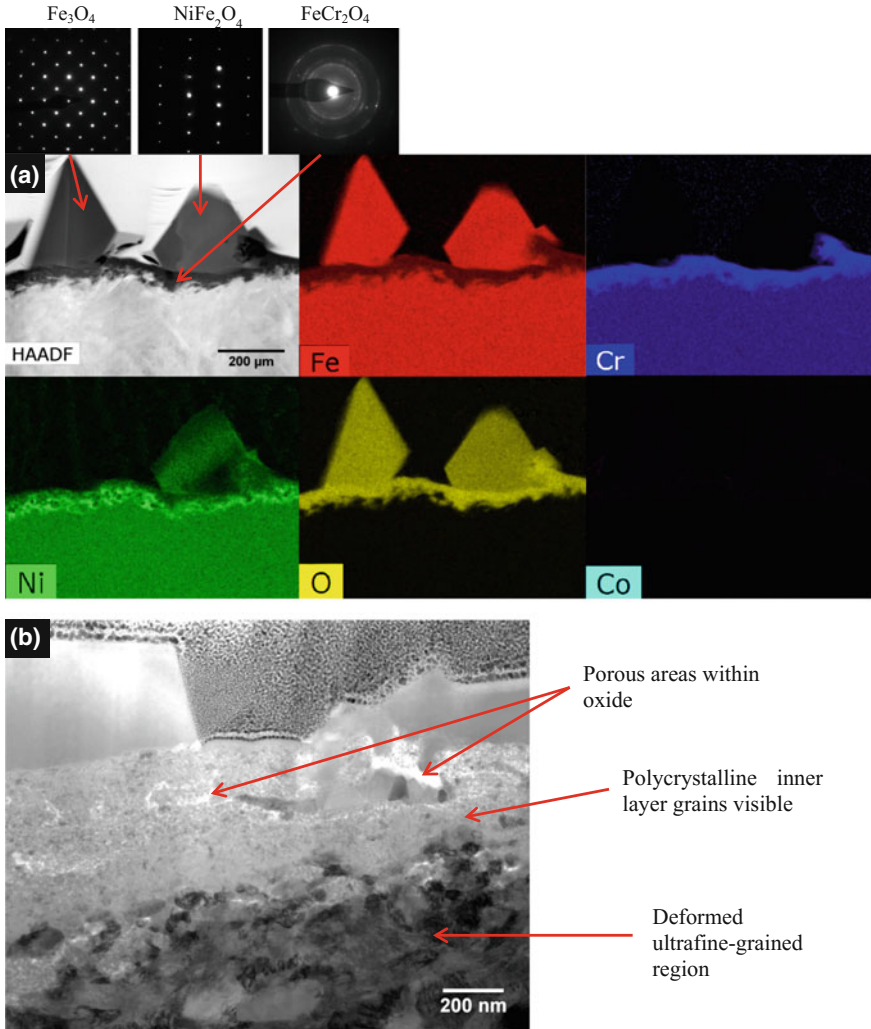 Fe₃O₄ NiFe₂O₄ FeCr₂O₄
(a)
HAADF
200 µm
Fe
Cr
Ni
O
Co
(b)
Porous areas within
oxide
Polycrystalline inner
layer grains visible
Deformed
ultrafine-grained
region
200 nm